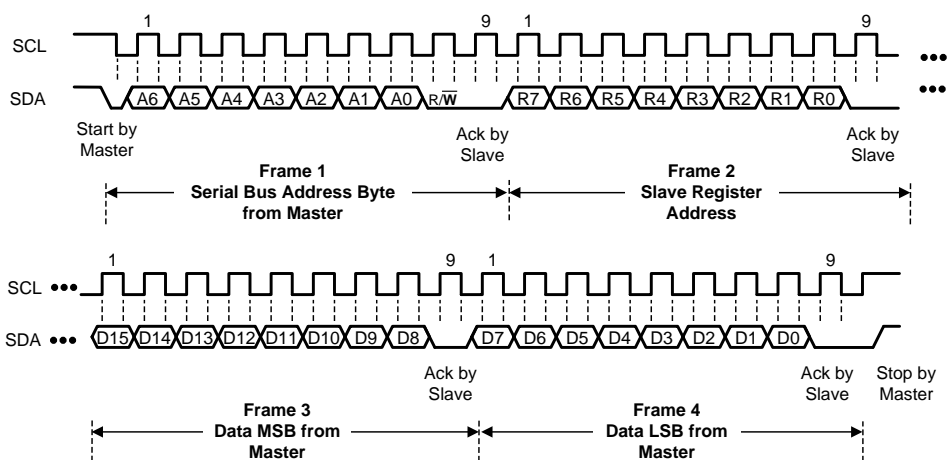 1 9 1 9
SCL
•••
SDA A6 A5 A4 A3 A2 A1 A0 R/W̅ R7 R6 R5 R4 R3 R2 R1 R0 •••
Start by
Master
Ack by
Slave
Ack by
Slave
Frame 1
Serial Bus Address Byte
from Master
Frame 2
Slave Register
Address
1 9 1 9
SCL •••
SDA ••• D15 D14 D13 D12 D11 D10 D9 D8 D7 D6 D5 D4 D3 D2 D1 D0
Ack by
Slave
Ack by
Slave
Stop by
Master
Frame 3
Data MSB from
Master
Frame 4
Data LSB from
Master